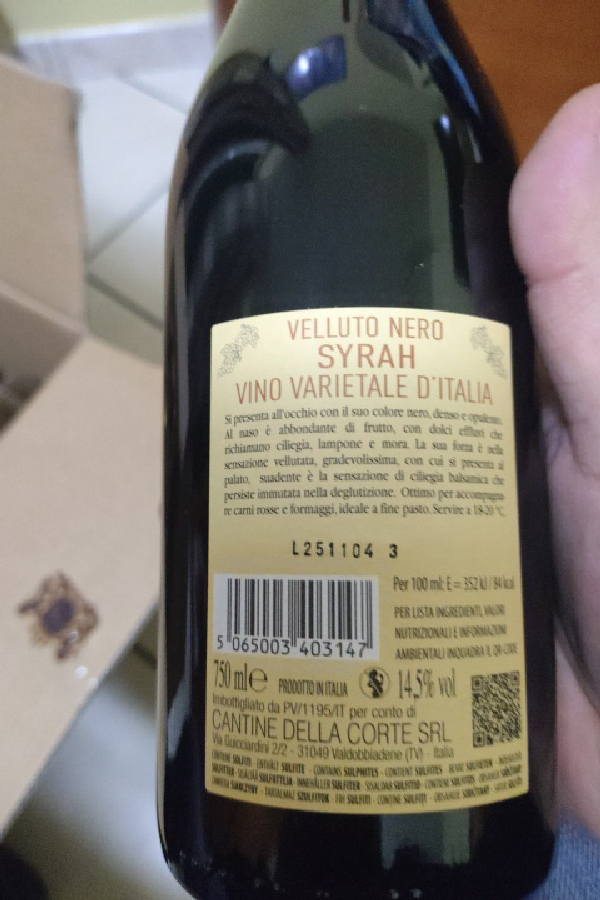 VELLUTO NERO
SYRAH
VINO VARIETALE D'ITALIA
Si presenta all'occhio con il suo colore nero, denso e opulento.
Al naso è abbondante di frutto, con dolci effluvi che
richiamano ciliegia, lampone e mora. La sua forza è nella
sensazione vellutata, gradevolissima, con cui si presenta al
palato, suadente è la sensazione di ciliegia balsamica che
persiste immutata nella deglutizione. Ottimo per accompagna-
re carni rosse e formaggi, ideale a fine pasto. Servire a 18-20 °C.
L251104 3
Per 100 ml: E = 352 kJ / 84 kcal
PER LISTA INGREDIENTI, VALORI
NUTRIZIONALI E INFORMAZIONI
AMBIENTALI INQUADRA IL QR-CODE
5 065003 403147
750 ml e PRODOTTO IN ITALIA 14.5% vol
Imbottigliato da PV/1195/IT per conto di
CANTINE DELLA CORTE SRL
Via Guicciardini 2/2 - 31049 Valdobbiadene (TV) - Italia
CONTAINS SULPHITES